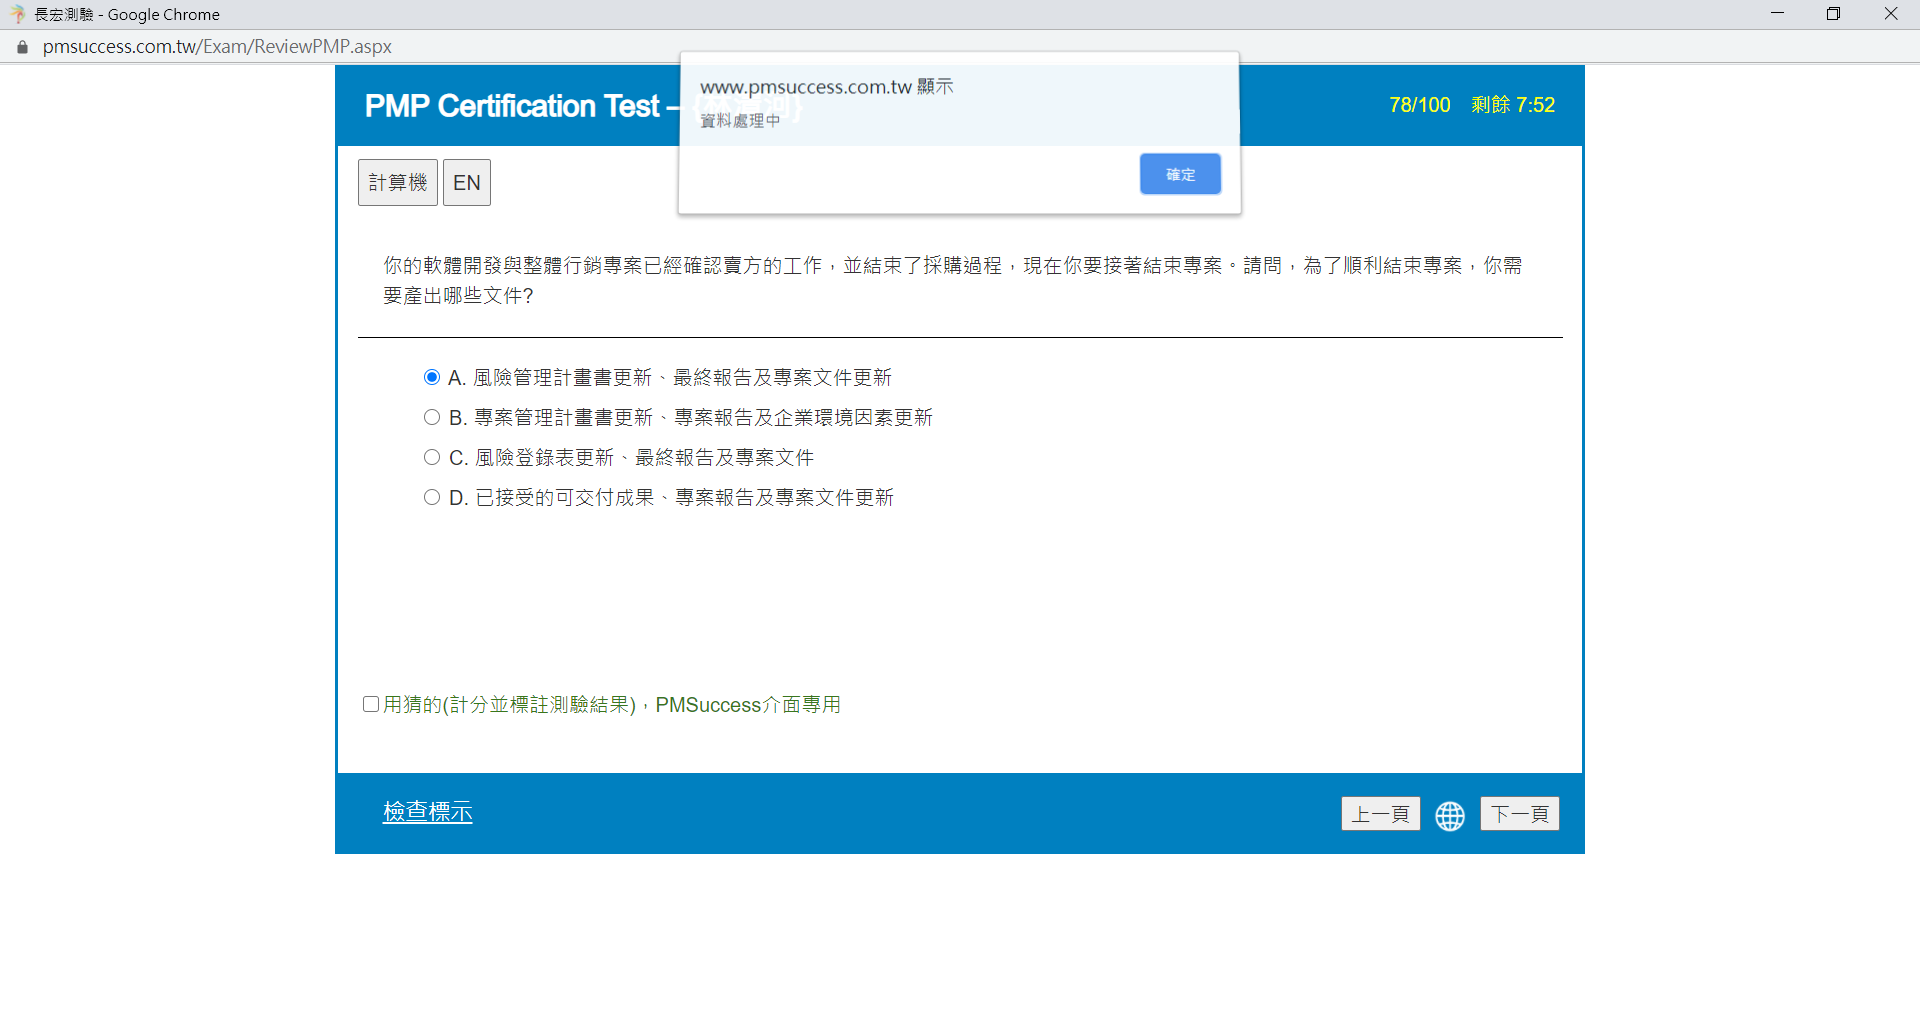 長宏測驗 - Google Chrome
pmsuccess.com.tw/Exam/ReviewPMP.aspx
www.pmsuccess.com.tw 顯示
資料處理中
確定
PMP Certification Test –
78/100 剩餘 7:52
計算機 EN
你的軟體開發與整體行銷專案已經確認賣方的工作，並結束了採購過程，現在你要接著結束專案。請問，為了順利結束專案，你需
要產出哪些文件?
A. 風險管理計畫書更新、最終報告及專案文件更新
B. 專案管理計畫書更新、專案報告及企業環境因素更新
C. 風險登錄表更新、最終報告及專案文件
D. 已接受的可交付成果、專案報告及專案文件更新
用猜的(計分並標註測驗結果)，PMSuccess介面專用
檢查標示
上一頁 下一頁